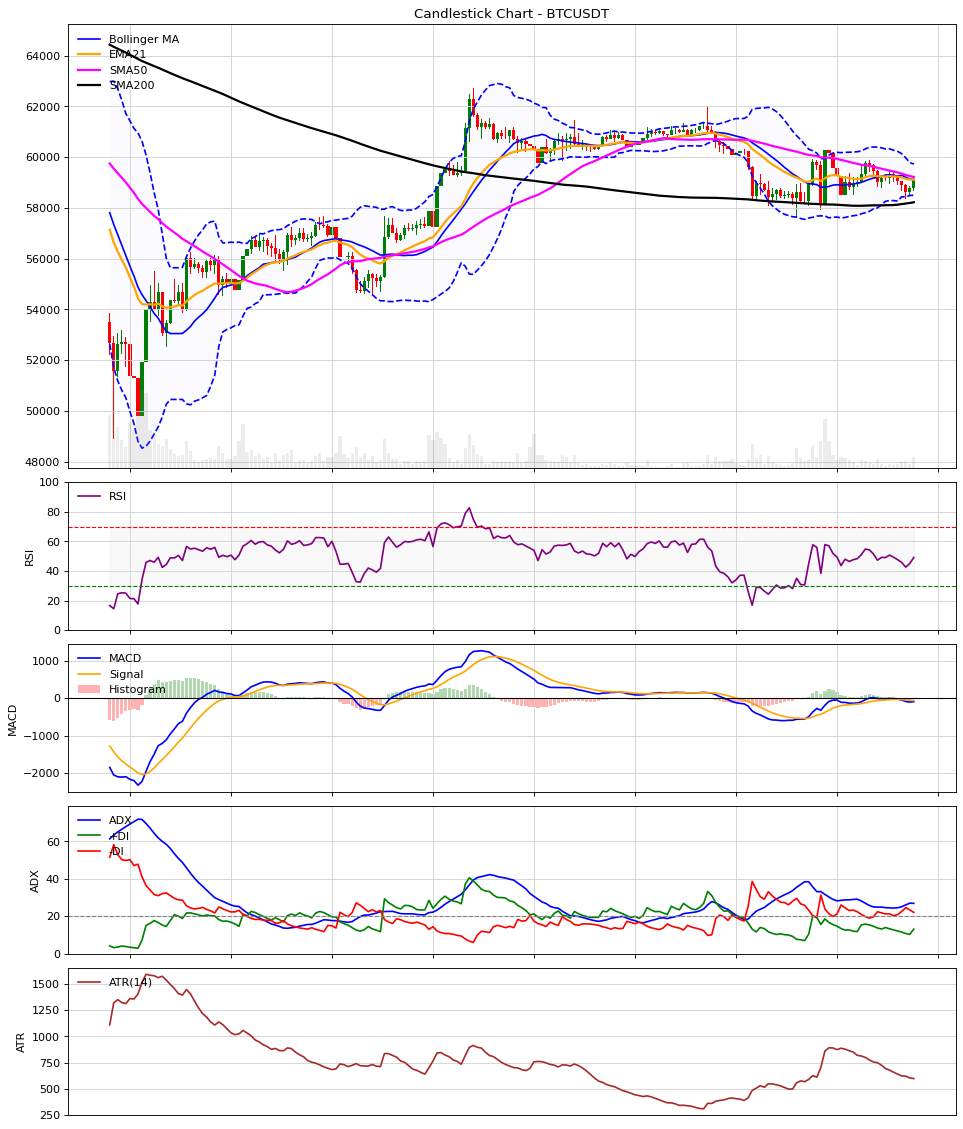 Candlestick Chart - BTCUSDT
Bollinger MA
EMA21
SMA50
SMA200
64000
62000
60000
58000
56000
54000
52000
50000
48000
RSI
100
80
60
40
20
0
RSI
MACD
Signal
Histogram
1000
0
−1000
−2000
MACD
ADX
+DI
-DI
60
40
20
0
ADX
ATR(14)
1500
1250
1000
750
500
250
ATR